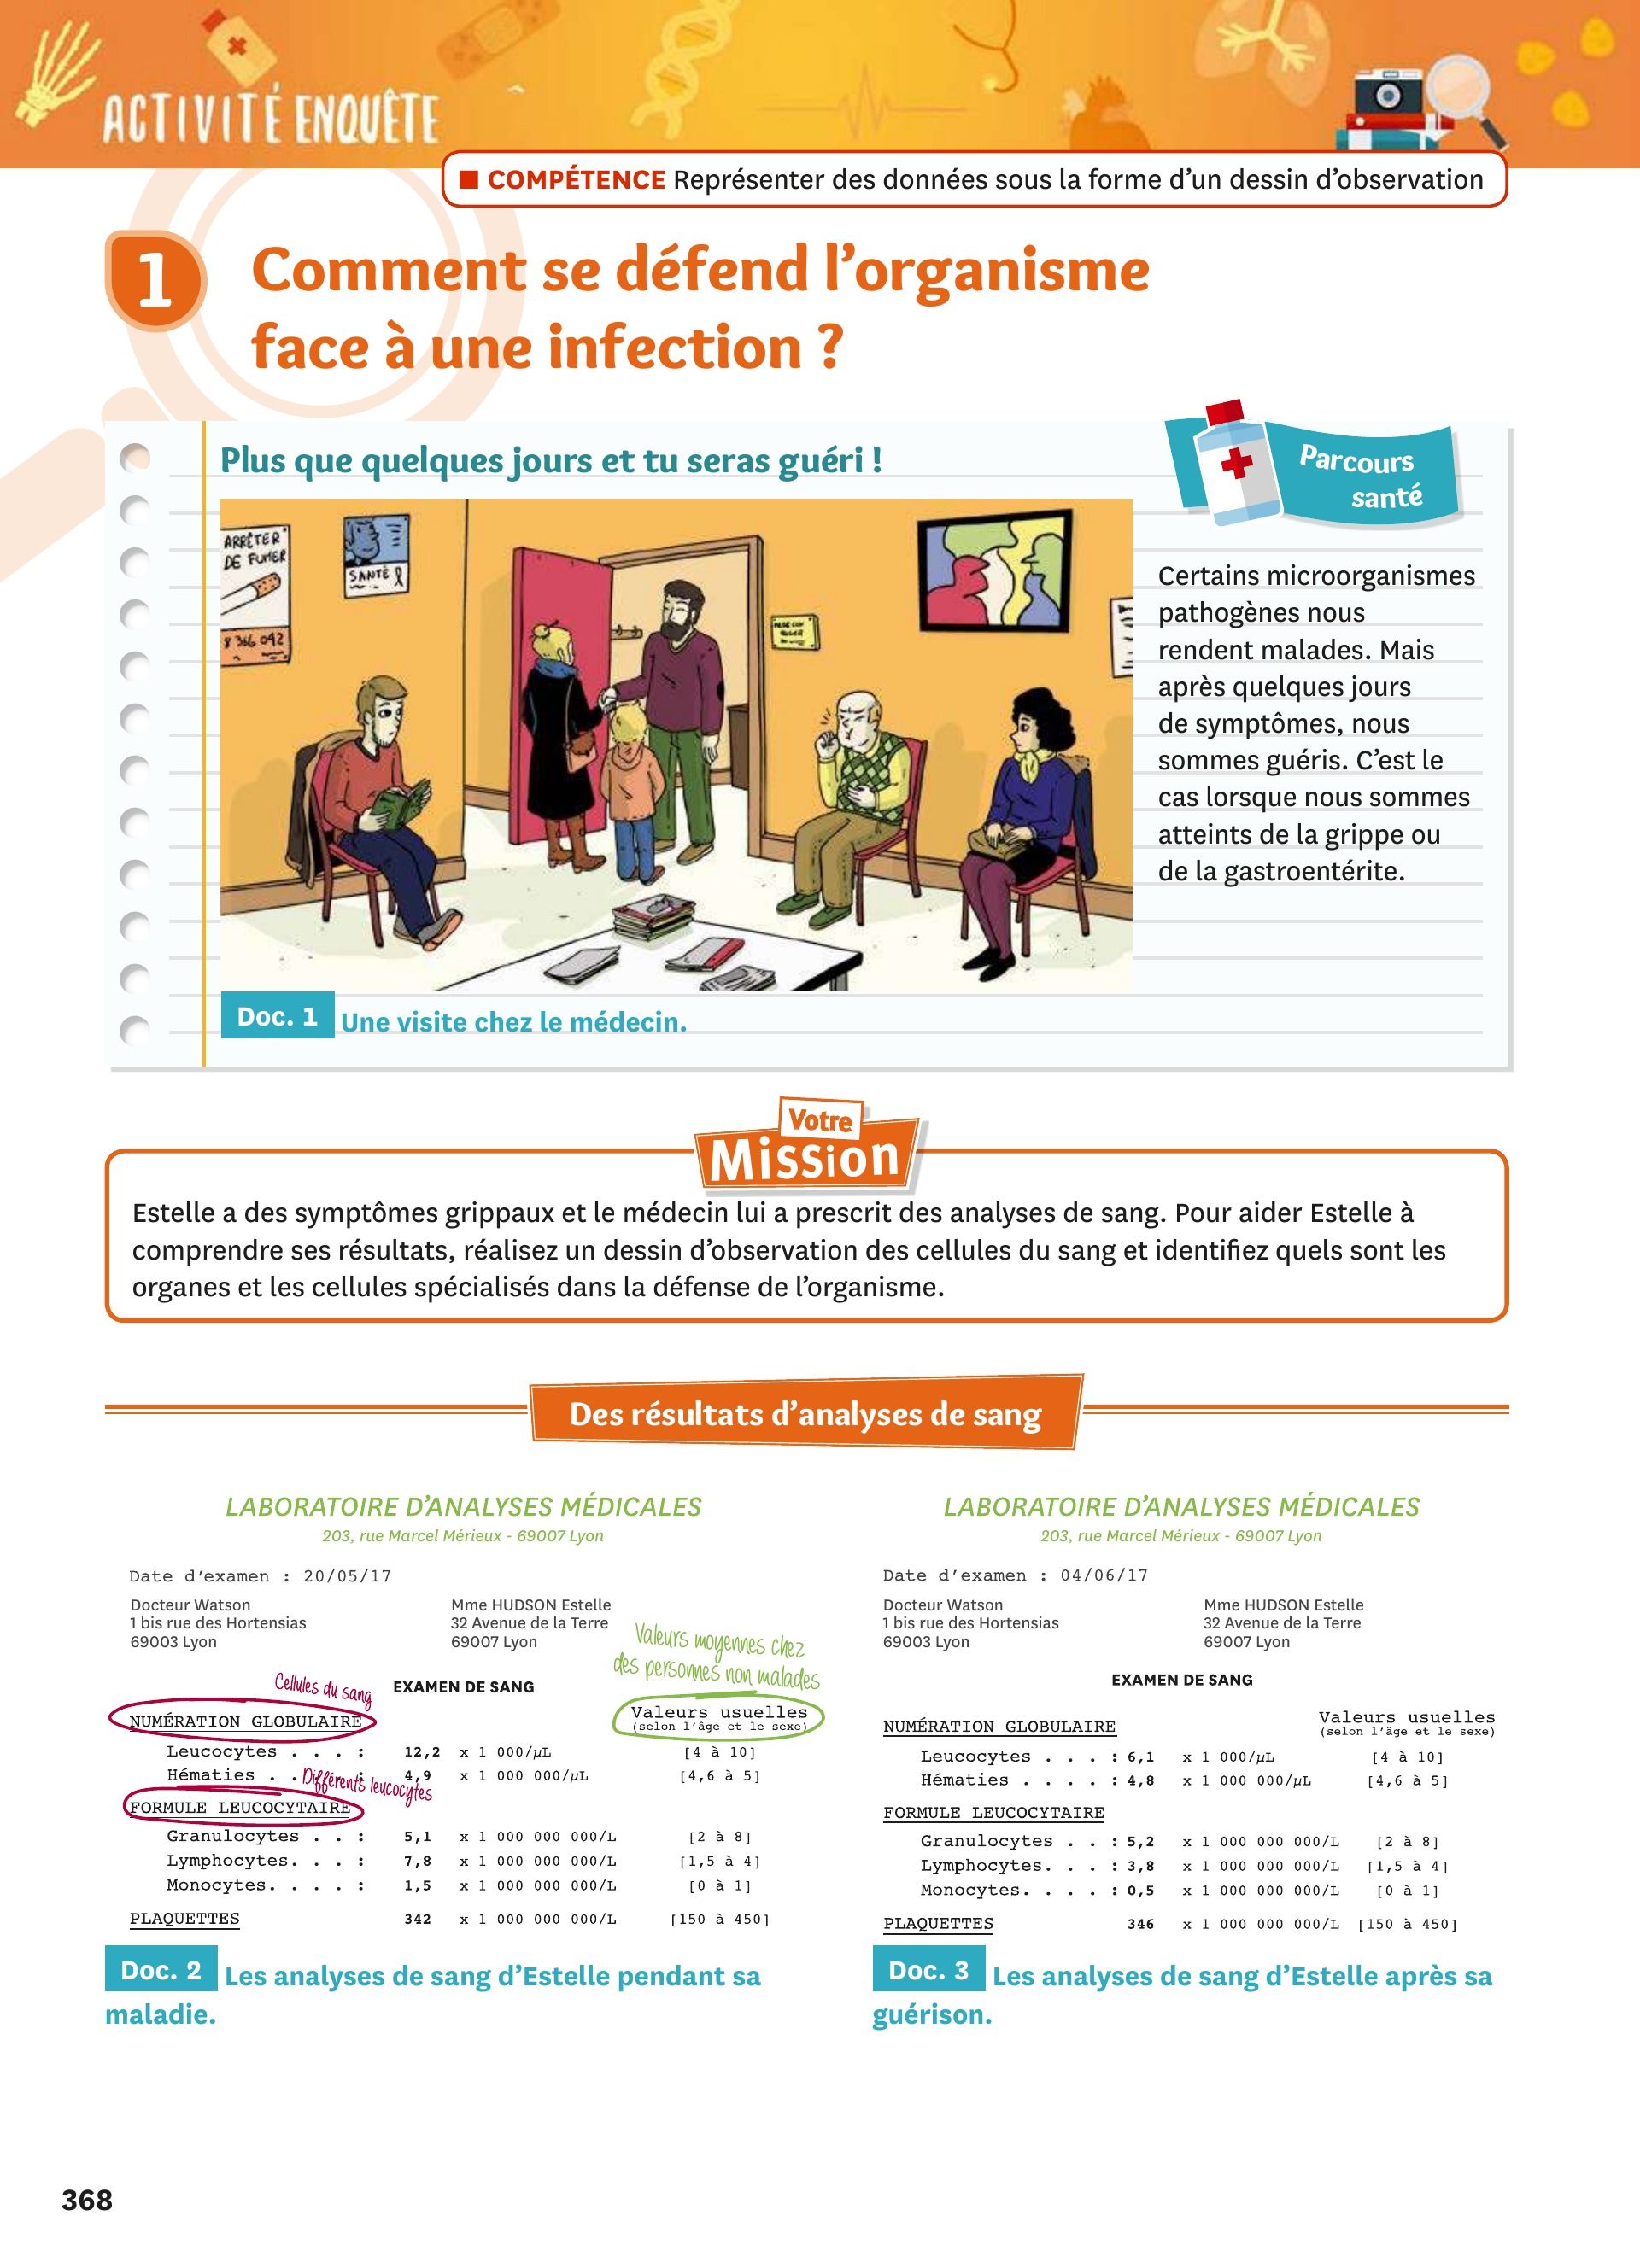 ACTIVITÉ ENQUÊTE
■ COMPÉTENCE Représenter des données sous la forme d'un dessin d'observation
1
Comment se défend l'organisme
face à une infection ?
Plus que quelques jours et tu seras guéri !
Parcours
santé
ARRÊTER
DE FUMER
8 366 042
SANTÉ
Certains microorganismes
pathogènes nous
rendent malades. Mais
après quelques jours
de symptômes, nous
sommes guéris. C'est le
cas lorsque nous sommes
atteints de la grippe ou
de la gastroentérite.
Doc. 1 Une visite chez le médecin.
Votre
Mission
Estelle a des symptômes grippaux et le médecin lui a prescrit des analyses de sang. Pour aider Estelle à
comprendre ses résultats, réalisez un dessin d'observation des cellules du sang et identifiez quels sont les
organes et les cellules spécialisés dans la défense de l'organisme.
Des résultats d'analyses de sang
LABORATOIRE D'ANALYSES MÉDICALES
203, rue Marcel Mérieux - 69007 Lyon
Date d'examen : 20/05/17
Docteur Watson Mme HUDSON Estelle
1 bis rue des Hortensias 32 Avenue de la Terre
69003 Lyon 69007 Lyon
Valeurs moyennes chez
des personnes non malades
Cellules du sang
EXAMEN DE SANG
NUMÉRATION GLOBULAIRE Valeurs usuelles
(selon l'âge et le sexe)
Leucocytes . . . : 12,2 x 1 000/µL [4 à 10]
Hématies . . . . : 4,9 x 1 000 000/µL [4,6 à 5]
Différents leucocytes
FORMULE LEUCOCYTAIRE
Granulocytes . . : 5,1 x 1 000 000 000/L [2 à 8]
Lymphocytes. . . : 7,8 x 1 000 000 000/L [1,5 à 4]
Monocytes. . . . : 1,5 x 1 000 000 000/L [0 à 1]
PLAQUETTES 342 x 1 000 000 000/L [150 à 450]
Doc. 2 Les analyses de sang d'Estelle pendant sa
maladie.
LABORATOIRE D'ANALYSES MÉDICALES
203, rue Marcel Mérieux - 69007 Lyon
Date d'examen : 04/06/17
Docteur Watson Mme HUDSON Estelle
1 bis rue des Hortensias 32 Avenue de la Terre
69003 Lyon 69007 Lyon
EXAMEN DE SANG
NUMÉRATION GLOBULAIRE Valeurs usuelles
(selon l'âge et le sexe)
Leucocytes . . . : 6,1 x 1 000/µL [4 à 10]
Hématies . . . . : 4,8 x 1 000 000/µL [4,6 à 5]
FORMULE LEUCOCYTAIRE
Granulocytes . . : 5,2 x 1 000 000 000/L [2 à 8]
Lymphocytes. . . : 3,8 x 1 000 000 000/L [1,5 à 4]
Monocytes. . . . : 0,5 x 1 000 000 000/L [0 à 1]
PLAQUETTES 346 x 1 000 000 000/L [150 à 450]
Doc. 3 Les analyses de sang d'Estelle après sa
guérison.
368